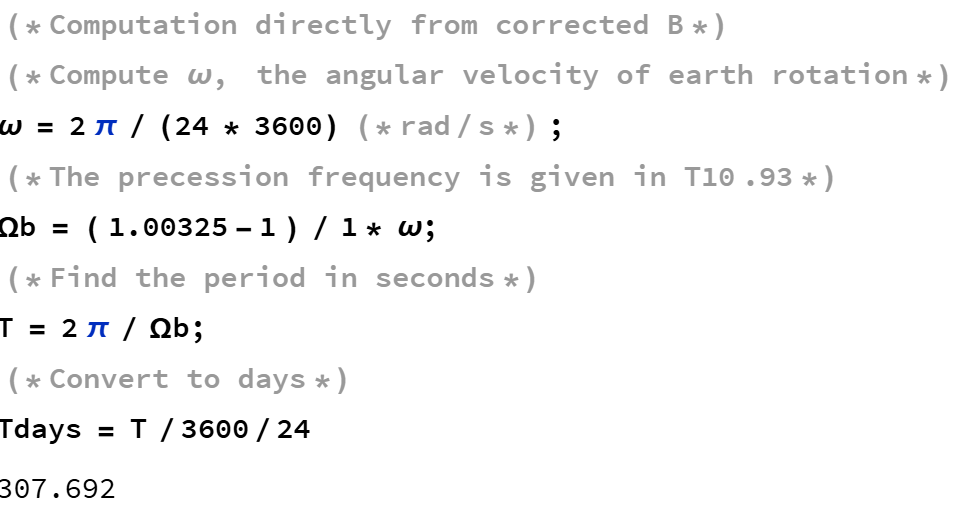 (* Computation directly from corrected B *)
(* Compute ω, the angular velocity of earth rotation *)
ω = 2 π / (24 * 3600) (* rad / s *) ;
(* The precession frequency is given in T10 .93 *)
Ωb = ( 1.00325 - 1 ) / 1 * ω;
(* Find the period in seconds *)
T = 2 π / Ωb;
(* Convert to days *)
Tdays = T / 3600 / 24
307.692